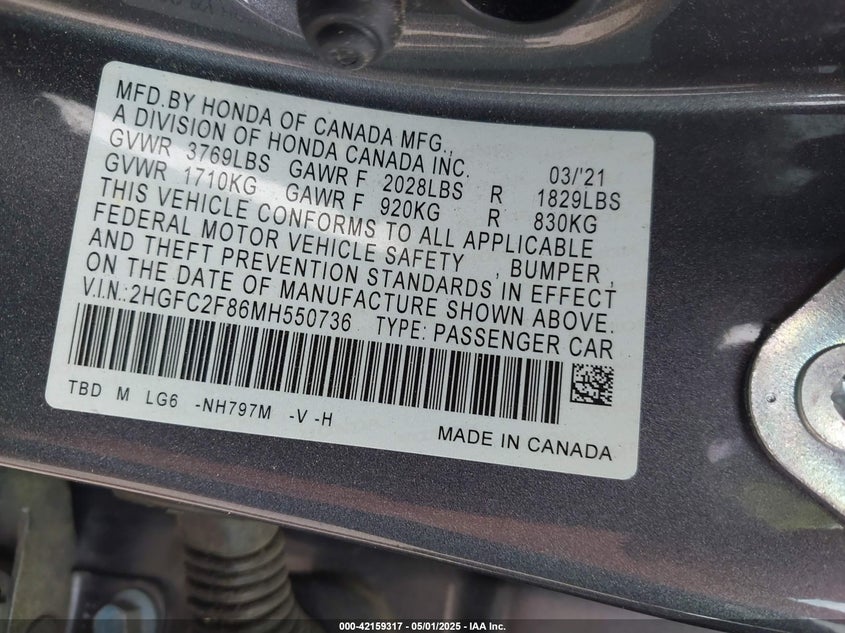 MFD.BY HONDA OF CANADA MFG.,
A DIVISION OF HONDA CANADA INC. 03/'21
GVWR 3769LBS GAWR F 2028LBS R 1829LBS
GVWR 1710KG GAWR F 920KG R 830KG
THIS VEHICLE CONFORMS TO ALL APPLICABLE
FEDERAL MOTOR VEHICLE SAFETY , BUMPER,
AND THEFT PREVENTION STANDARDS IN EFFECT
ON THE DATE OF MANUFACTURE SHOWN ABOVE.
V.I.N.:2HGFC2F86MH550736 TYPE: PASSENGER CAR
TBD M LG6 -NH797M -V -H
MADE IN CANADA
000-42159317 - 05/01/2025 - IAA Inc.